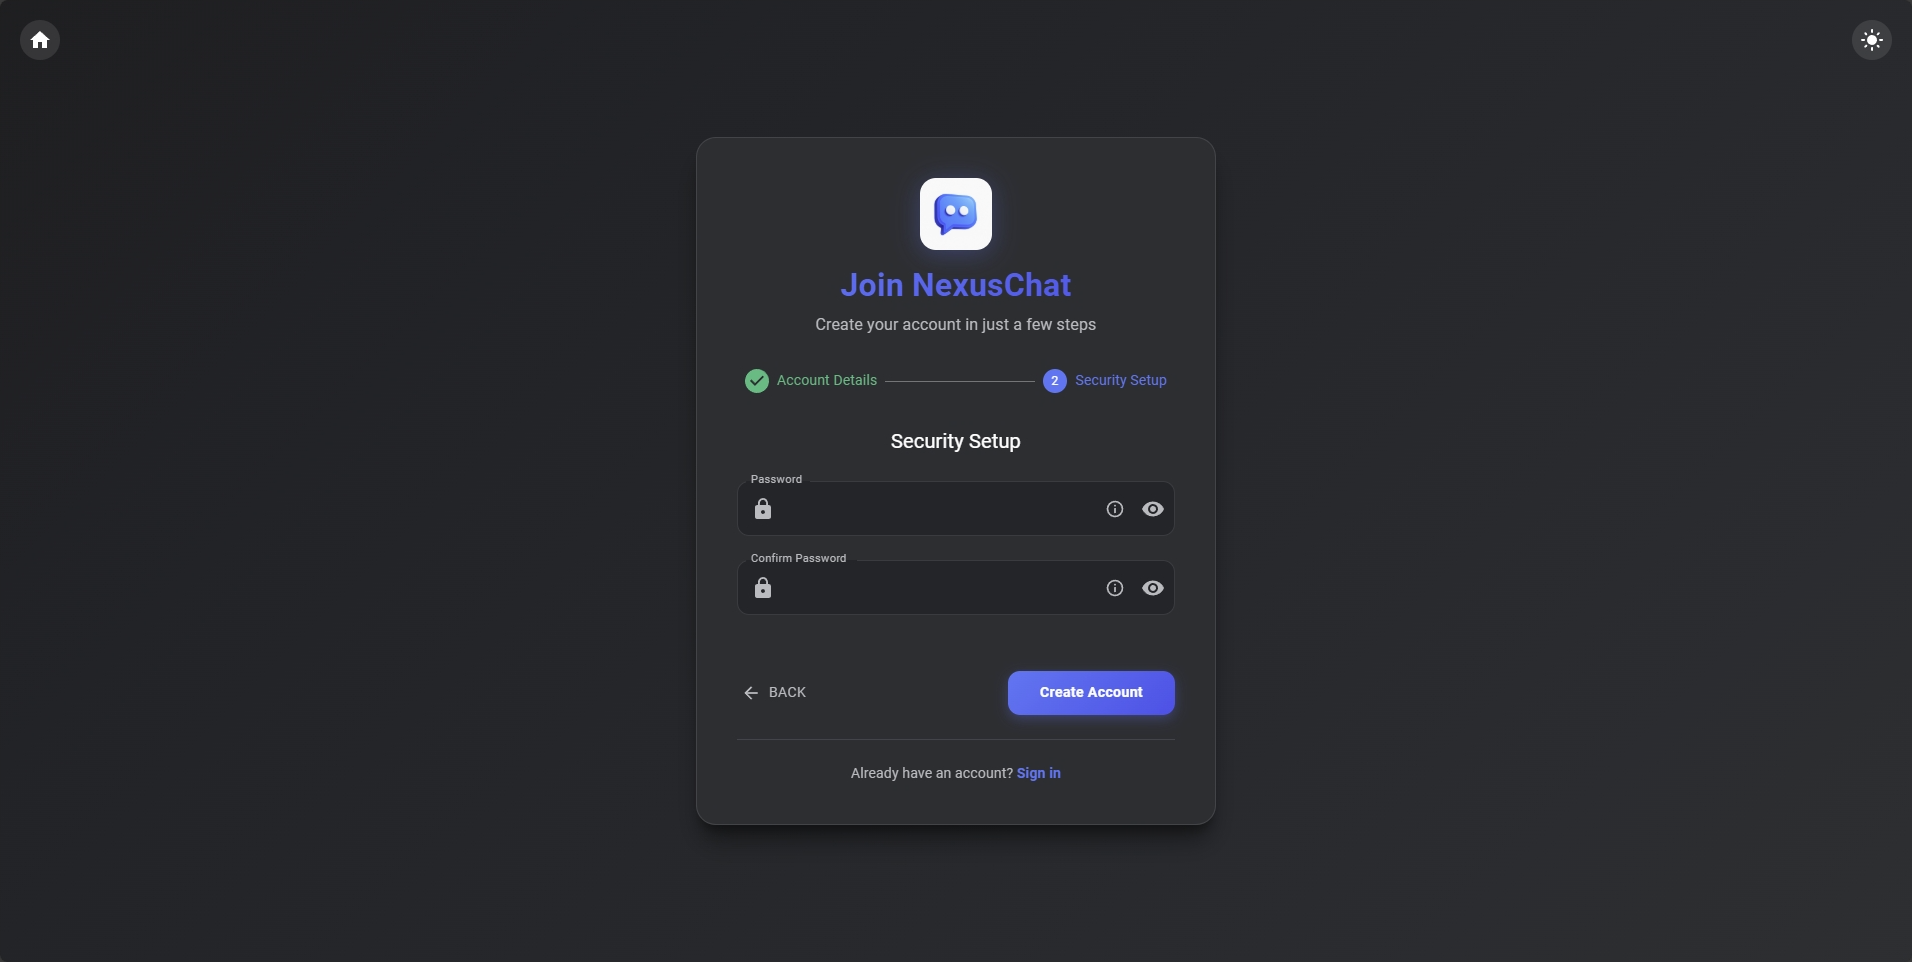 Join NexusChat
Create your account in just a few steps
Account Details
2 Security Setup
Security Setup
Password
Confirm Password
BACK
Create Account
Already have an account? Sign in